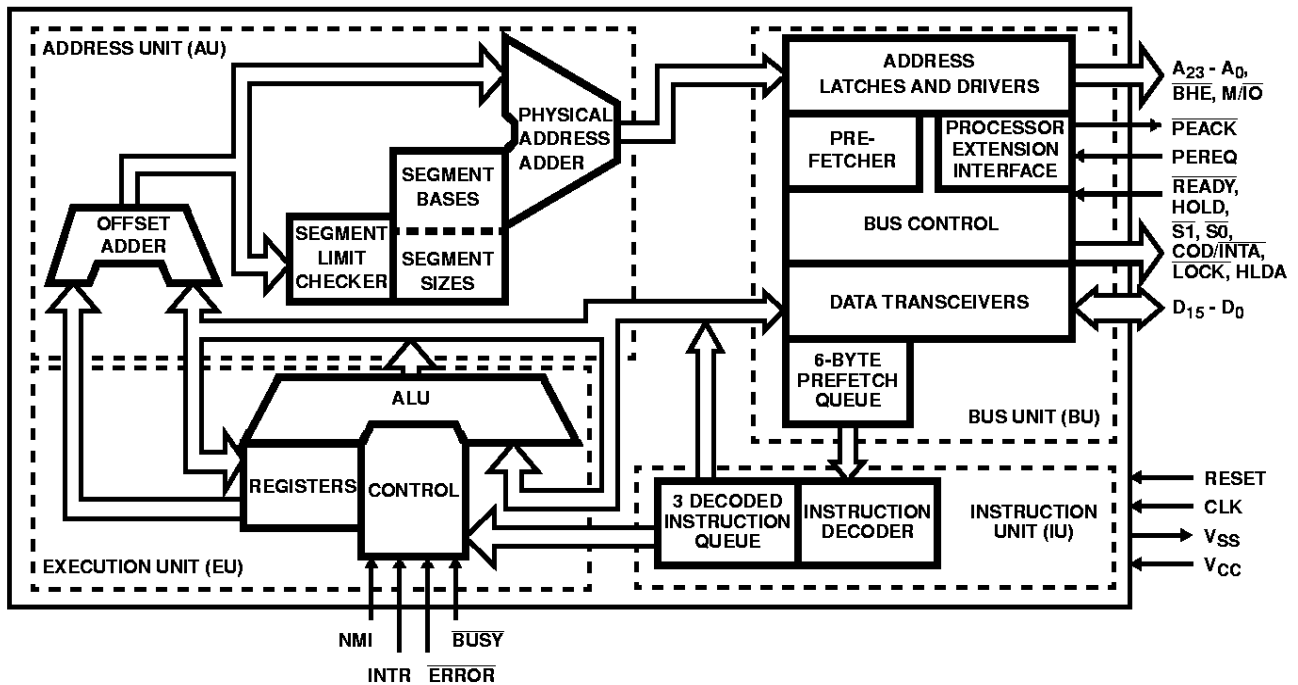 ADDRESS UNIT (AU)
OFFSET
ADDER
SEGMENT
LIMIT
CHECKER
SEGMENT
BASES
SEGMENT
SIZES
PHYSICAL
ADDRESS
ADDER
ADDRESS
LATCHES AND DRIVERS
PRE-
FETCHER
PROCESSOR
EXTENSION
INTERFACE
BUS CONTROL
DATA TRANSCEIVERS
6-BYTE
PREFETCH
QUEUE
BUS UNIT (BU)
A23 - A0,
BHE, M/IO
PEACK
PEREQ
READY,
HOLD,
S1, S0,
COD/INTA,
LOCK, HLDA
D15 - D0
ALU
REGISTERS
CONTROL
EXECUTION UNIT (EU)
3 DECODED
INSTRUCTION
QUEUE
INSTRUCTION
DECODER
INSTRUCTION
UNIT (IU)
RESET
CLK
VSS
VCC
NMI
BUSY
INTR
ERROR